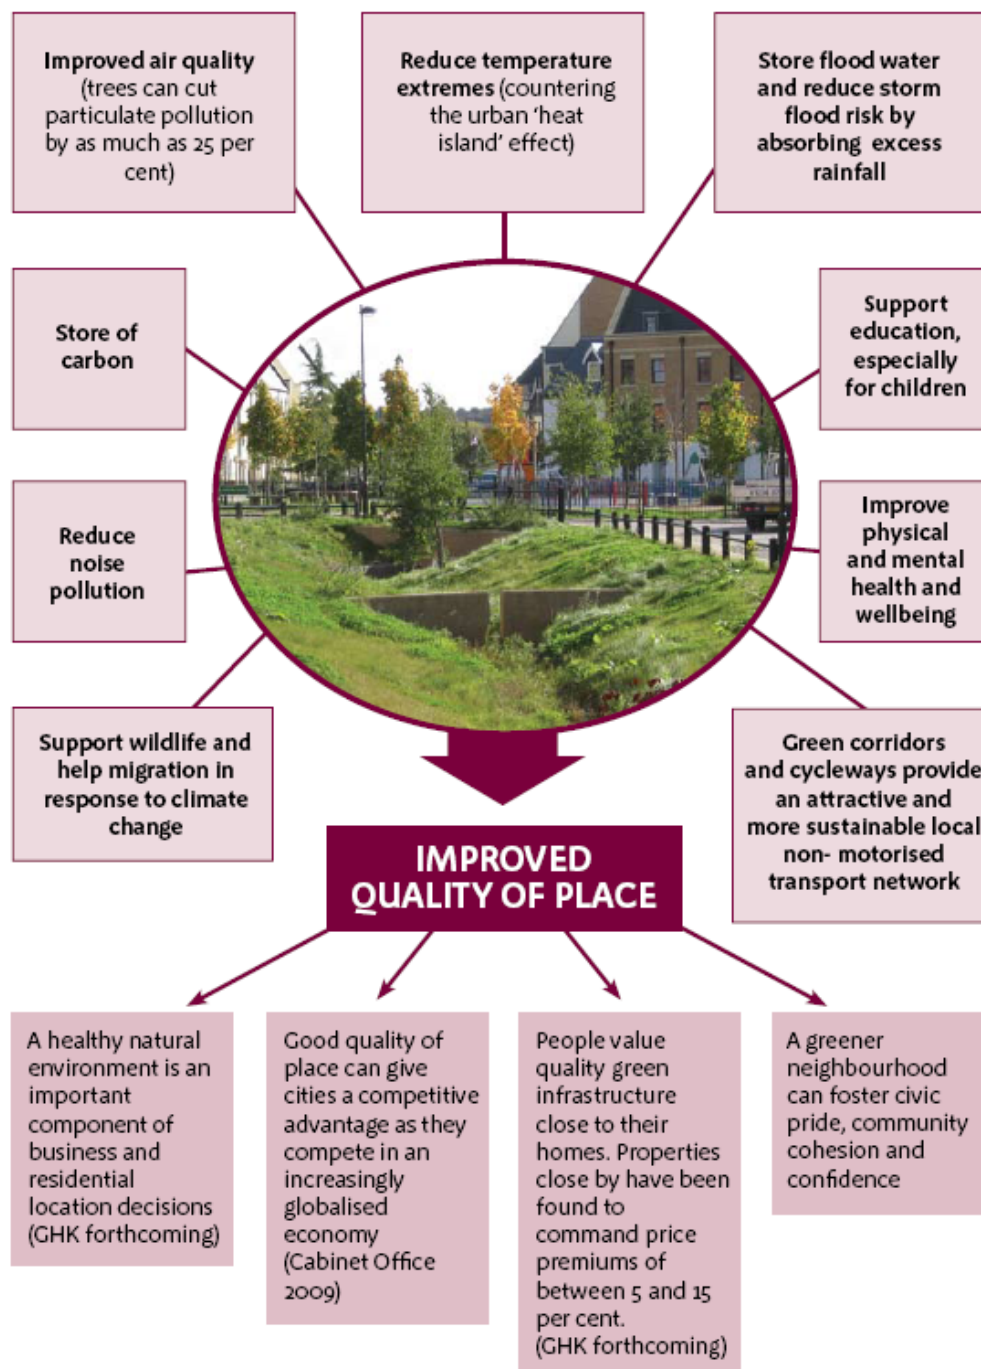 Improved air quality
(trees can cut
particulate pollution
by as much as 25 per
cent)
Reduce temperature
extremes (countering
the urban ‘heat
island’ effect)
Store flood water
and reduce storm
flood risk by
absorbing excess
rainfall
Store of
carbon
Support
education,
especially
for children
Reduce
noise
pollution
Improve
physical
and mental
health and
wellbeing
Support wildlife and
help migration in
response to climate
change
Green corridors
and cycleways provide
an attractive and
more sustainable local
non- motorised
transport network
IMPROVED
QUALITY OF PLACE
A healthy natural
environment is an
important
component of
business and
residential
location decisions
(GHK forthcoming)
Good quality of
place can give
cities a competitive
advantage as they
compete in an
increasingly
globalised
economy
(Cabinet Office
2009)
People value
quality green
infrastructure
close to their
homes. Properties
close by have been
found to
command price
premiums of
between 5 and 15
per cent.
(GHK forthcoming)
A greener
neighbourhood
can foster civic
pride, community
cohesion and
confidence